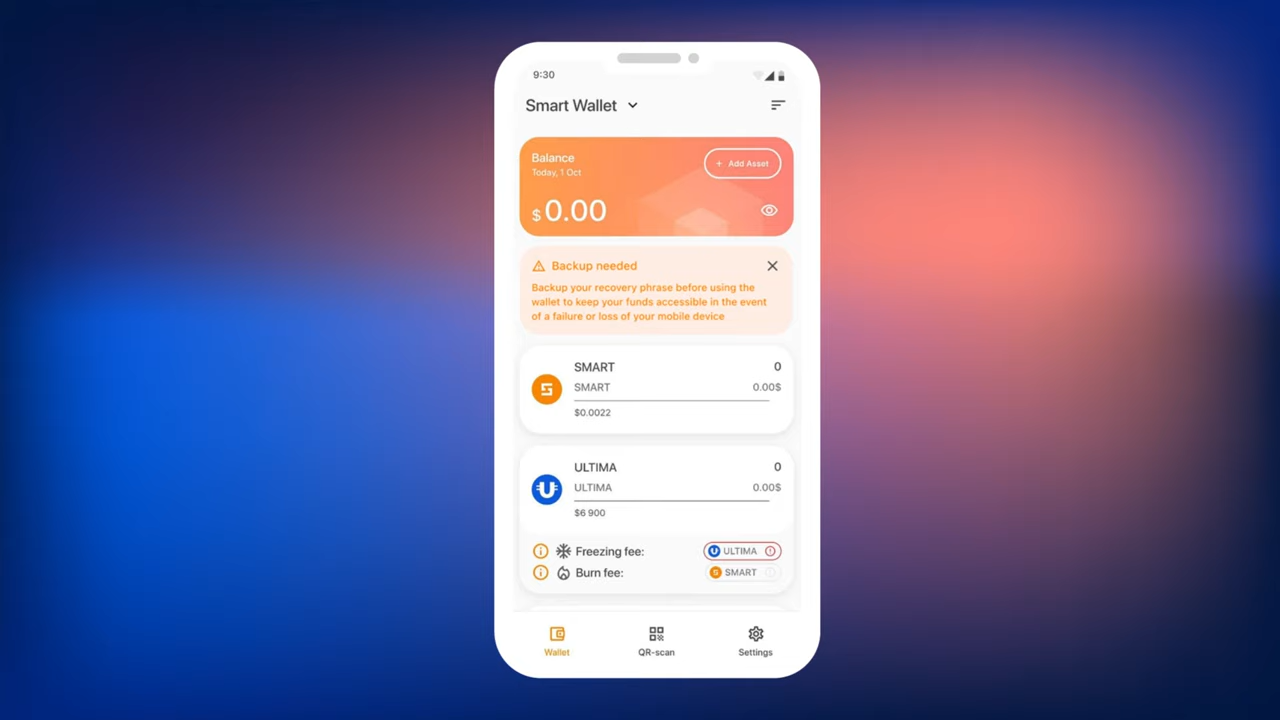 9:30
Smart Wallet
Balance
Today, 1 Oct
+ Add Asset
$ 0.00
Backup needed
Backup your recovery phrase before using the
wallet to keep your funds accessible in the event
of a failure or loss of your mobile device
SMART 0
SMART 0.00$
$0.0022
ULTIMA 0
ULTIMA 0.00$
$6 900
Freezing fee: ULTIMA
Burn fee: SMART
Wallet QR-scan Settings